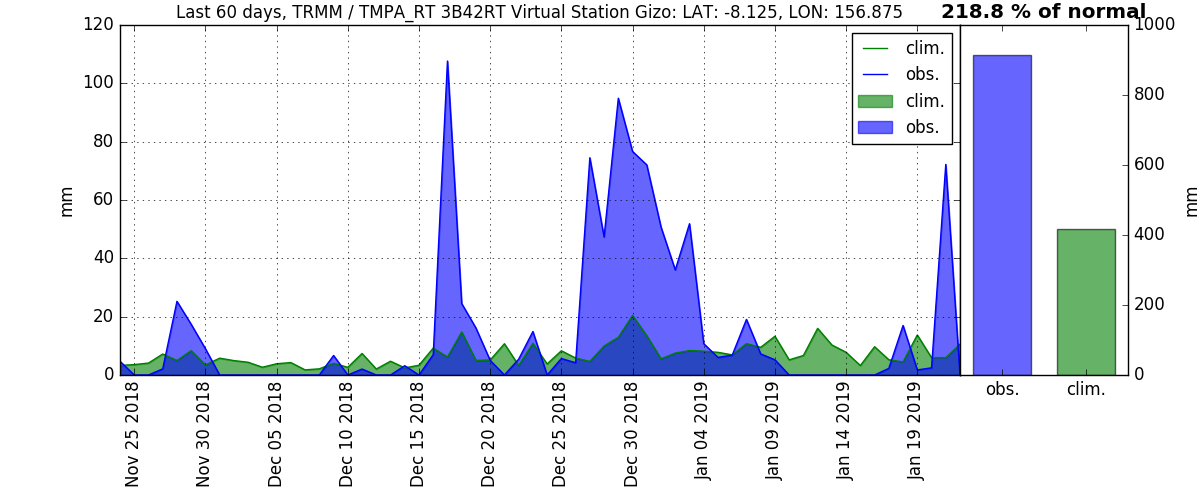 Last 60 days, TRMM / TMPA_RT 3B42RT Virtual Station Gizo: LAT: -8.125, LON: 156.875
218.8 % of normal
120
100
80
60
40
20
0
mm
clim.
obs.
clim.
obs.
Nov 25 2018
Nov 30 2018
Dec 05 2018
Dec 10 2018
Dec 15 2018
Dec 20 2018
Dec 25 2018
Dec 30 2018
Jan 04 2019
Jan 09 2019
Jan 14 2019
Jan 19 2019
1000
800
600
400
200
0
mm
obs.
clim.